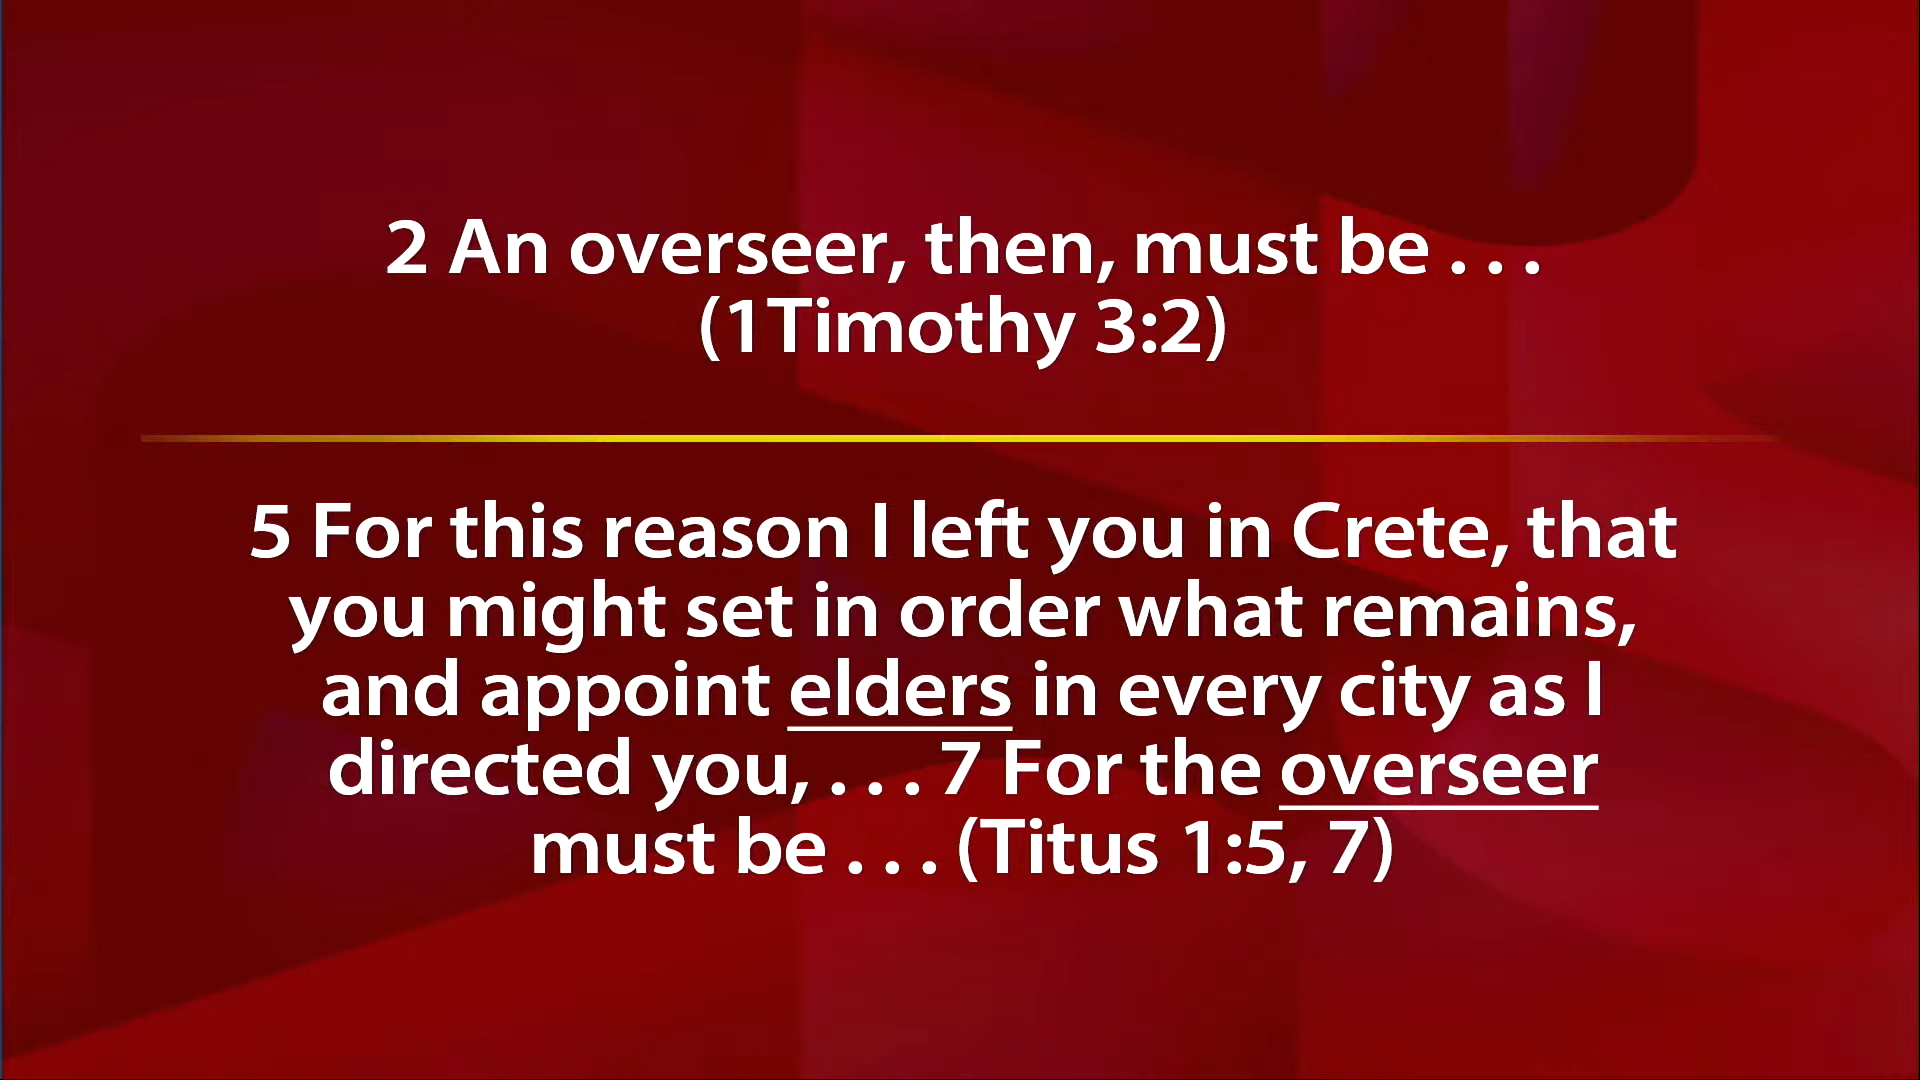 2 An overseer, then, must be . . .
(1Timothy 3:2)
5 For this reason I left you in Crete, that
you might set in order what remains,
and appoint elders in every city as I
directed you, . . . 7 For the overseer
must be . . . (Titus 1:5, 7)